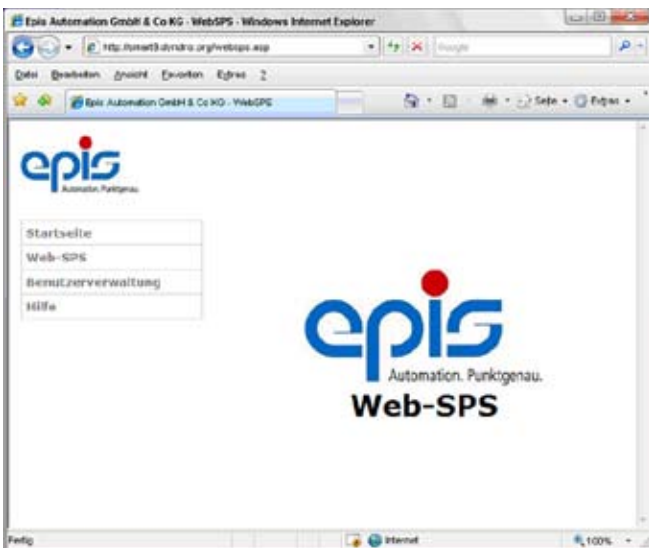 Epis Automation GmbH & Co KG - WebSPS - Windows Internet Explorer
Datei Bearbeiten Ansicht Favoriten Extras ?
Epis Automation GmbH & Co KG - WebSPS
Seite Extras
epis
Automation. Punktgenau.
Startseite
Web-SPS
Benutzerverwaltung
Hilfe
epis
Automation. Punktgenau.
Web-SPS
Fertig
Internet
100%